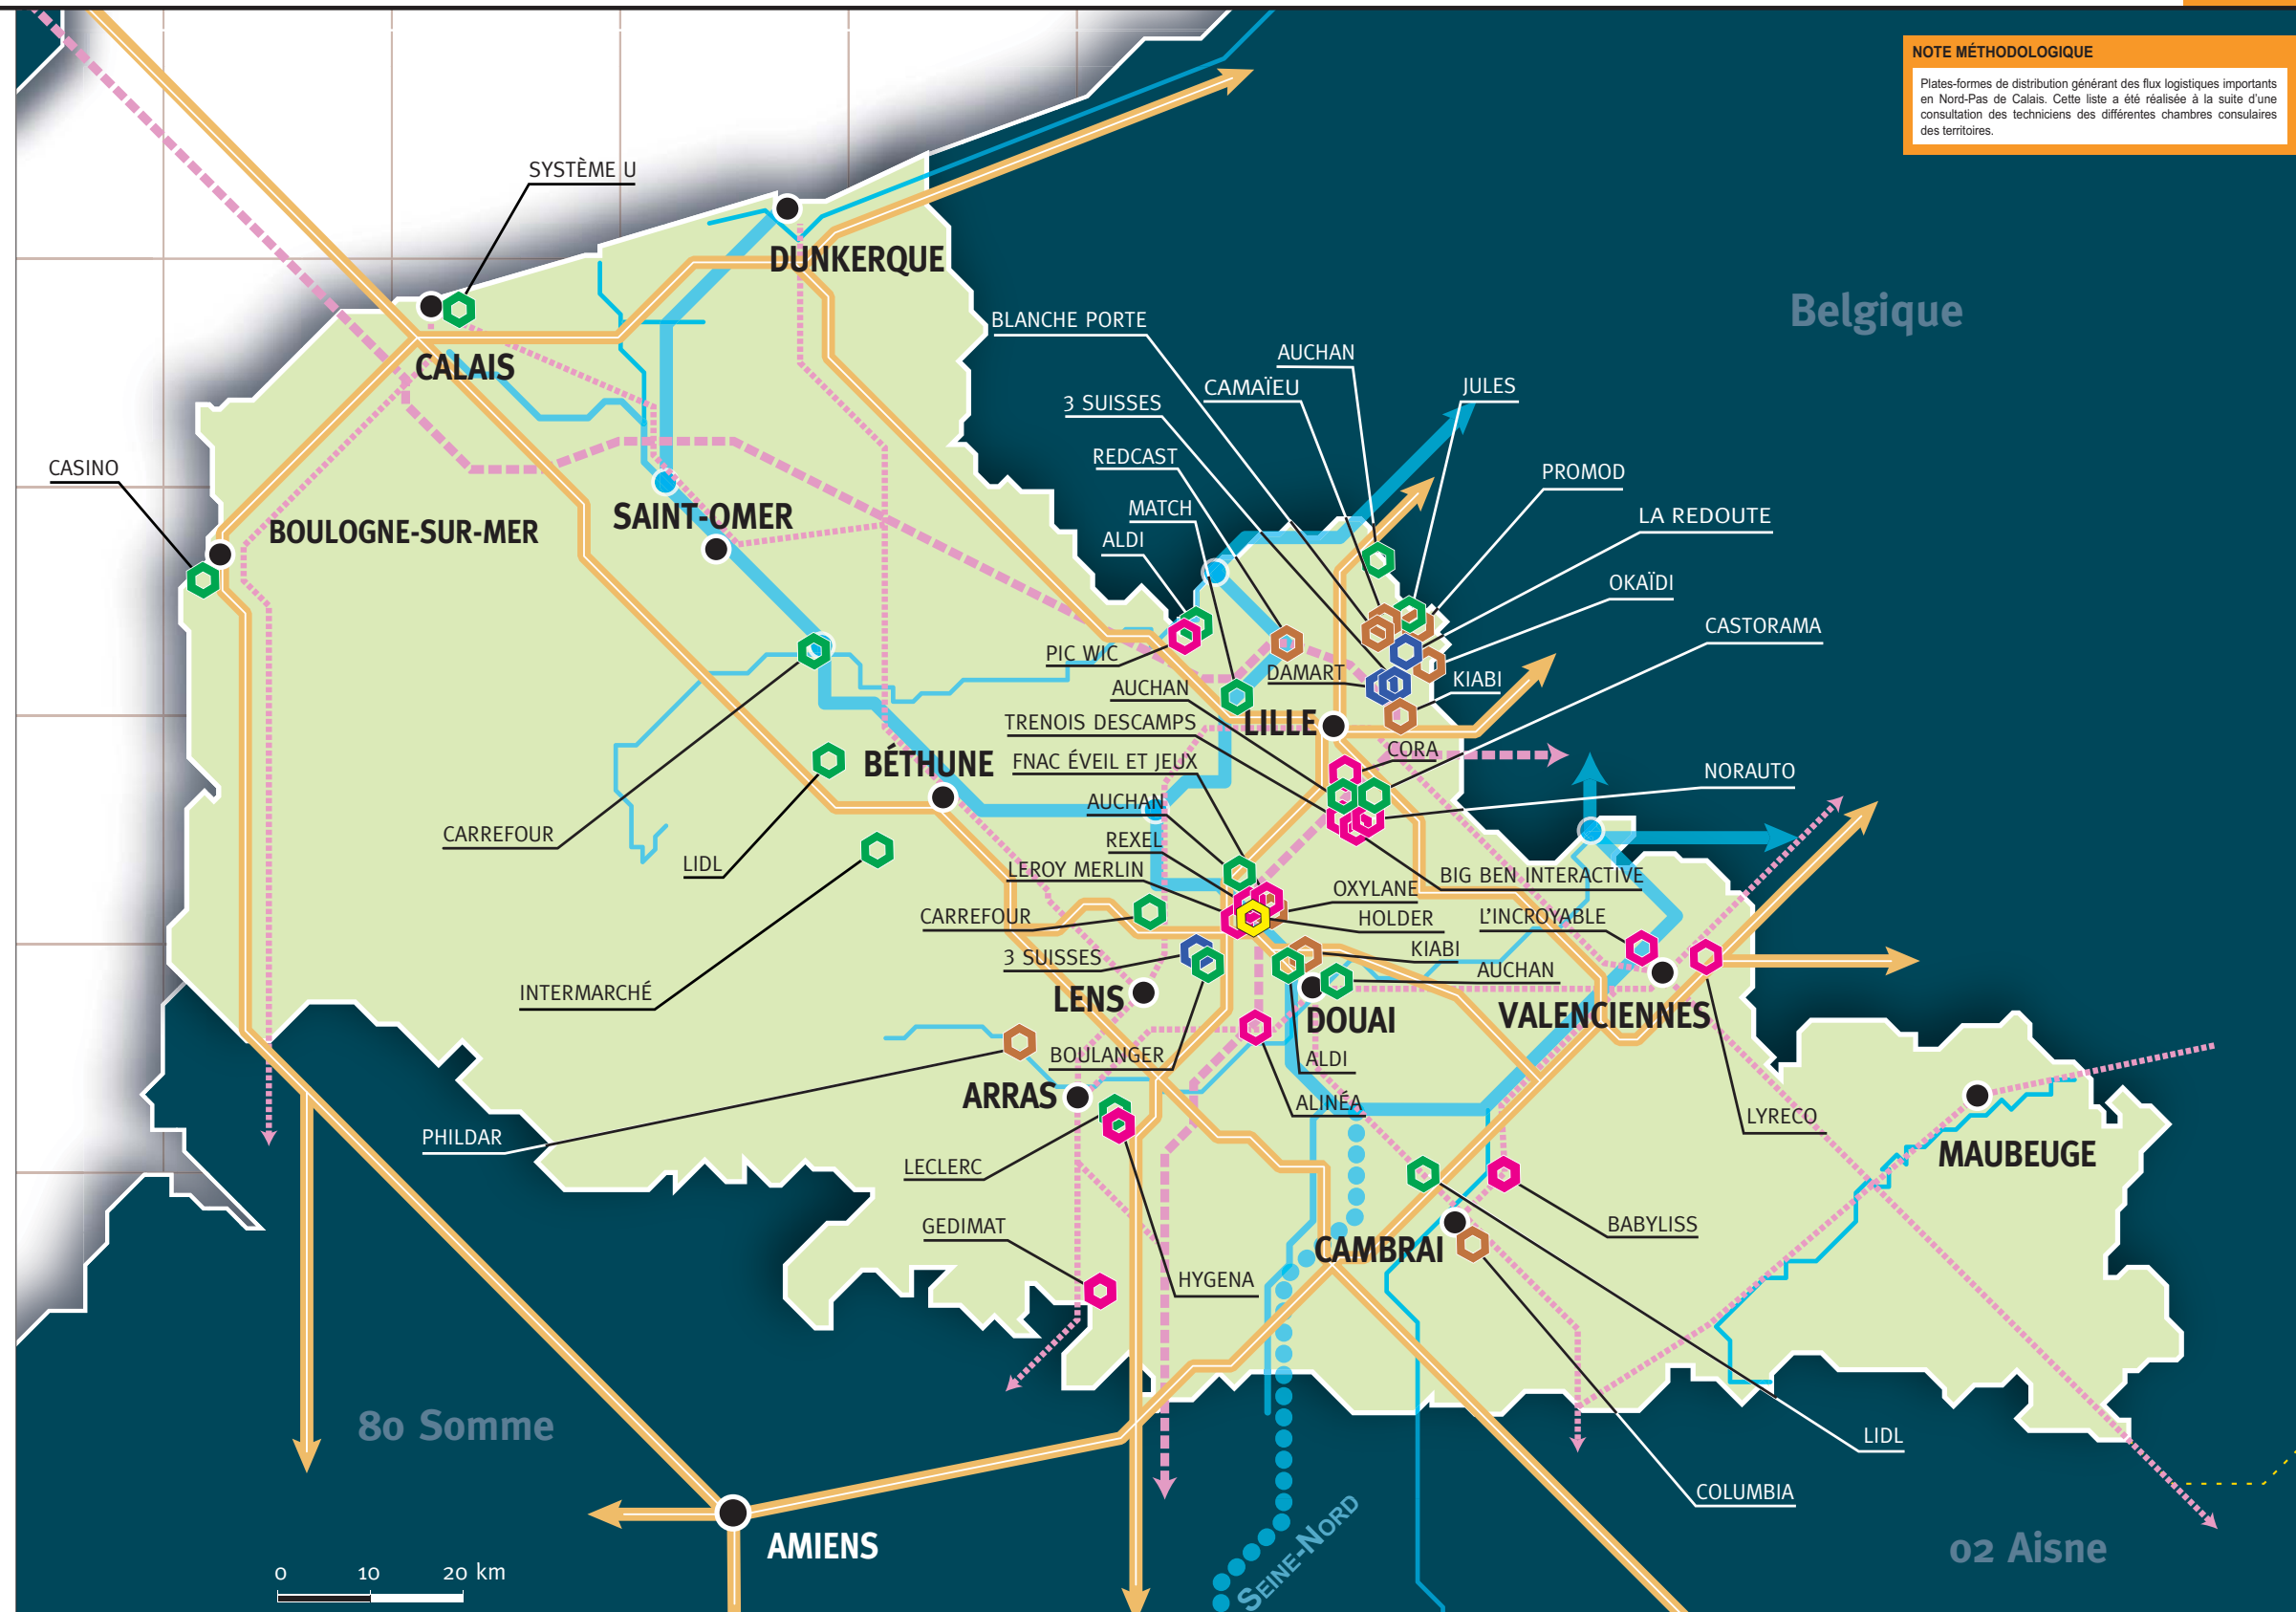 NOTE MÉTHODOLOGIQUE
Plates-formes de distribution générant des flux logistiques importants
en Nord-Pas de Calais. Cette liste a été réalisée à la suite d'une
consultation des techniciens des différentes chambres consulaires
des territoires.
SYSTÈME U
DUNKERQUE
Belgique
BLANCHE PORTE
AUCHAN
CALAIS
CAMAÏEU
JULES
3 SUISSES
REDCAST
CASINO
PROMOD
MATCH
LA REDOUTE
SAINT-OMER
BOULOGNE-SUR-MER
ALDI
OKAÏDI
CASTORAMA
PIC WIC
DAMART
KIABI
AUCHAN
TRENOIS DESCAMPS
LILLE
CORA
FNAC ÉVEIL ET JEUX
BÉTHUNE
NORAUTO
AUCHAN
CARREFOUR
REXEL
LIDL
LEROY MERLIN
BIG BEN INTERACTIVE
OXYLANE
CARREFOUR
HOLDER
L'INCROYABLE
3 SUISSES
KIABI
AUCHAN
INTERMARCHÉ
LENS
DOUAI
VALENCIENNES
BOULANGER
ALDI
ARRAS
ALINÉA
LYRECO
PHILDAR
MAUBEUGE
LECLERC
GEDIMAT
BABYLISS
CAMBRAI
HYGENA
80 Somme
LIDL
COLUMBIA
AMIENS
SEINE-NORD
02 Aisne
0 10 20 km